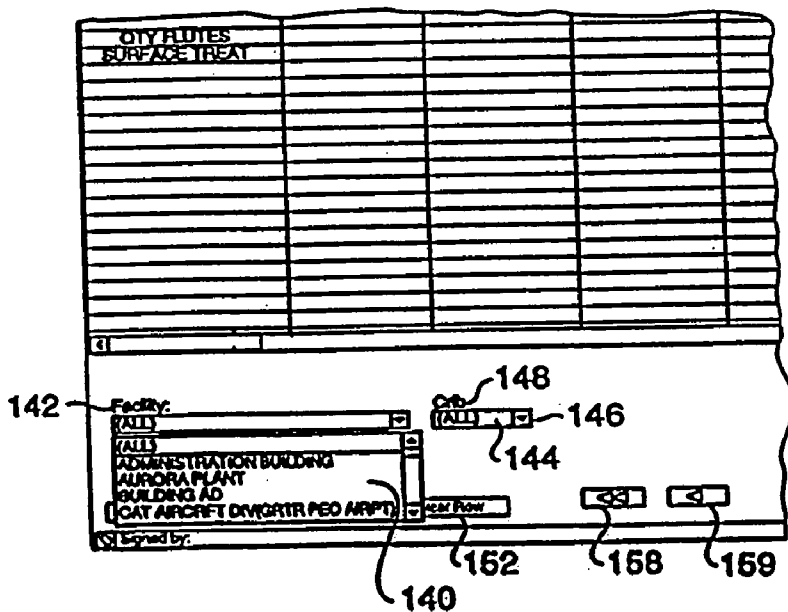 QTY FLUTES
SURFACE TREAT
142 Facility: Crib 148
(ALL) (ALL) 146
144
(ALL)
ADMINISTRATION BUILDING
AURORA PLANT
BUILDING AD
CAT AIRCRFT DIV(GRTR PEO AIRPT) Row
Signed by:
152 158 159
140